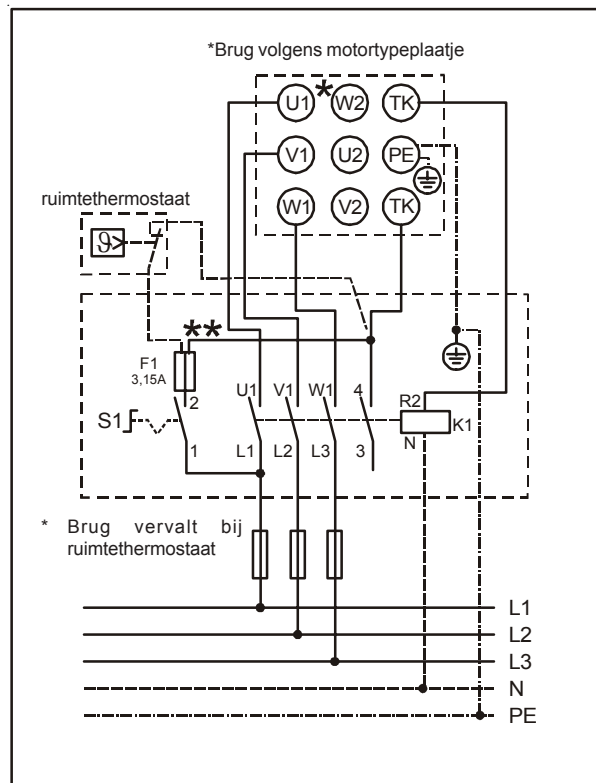 *Brug volgens motortypeplaatje
U1 * W2 TK
V1 U2 PE
W1 V2 TK
ruimtethermostaat
ϑ
**
F1
3,15A
U1 V1 W1 4
2
R2
S1
K1
N
1 L1 L2 L3 3
* Brug vervalt bij
ruimtethermostaat
L1
L2
L3
N
PE